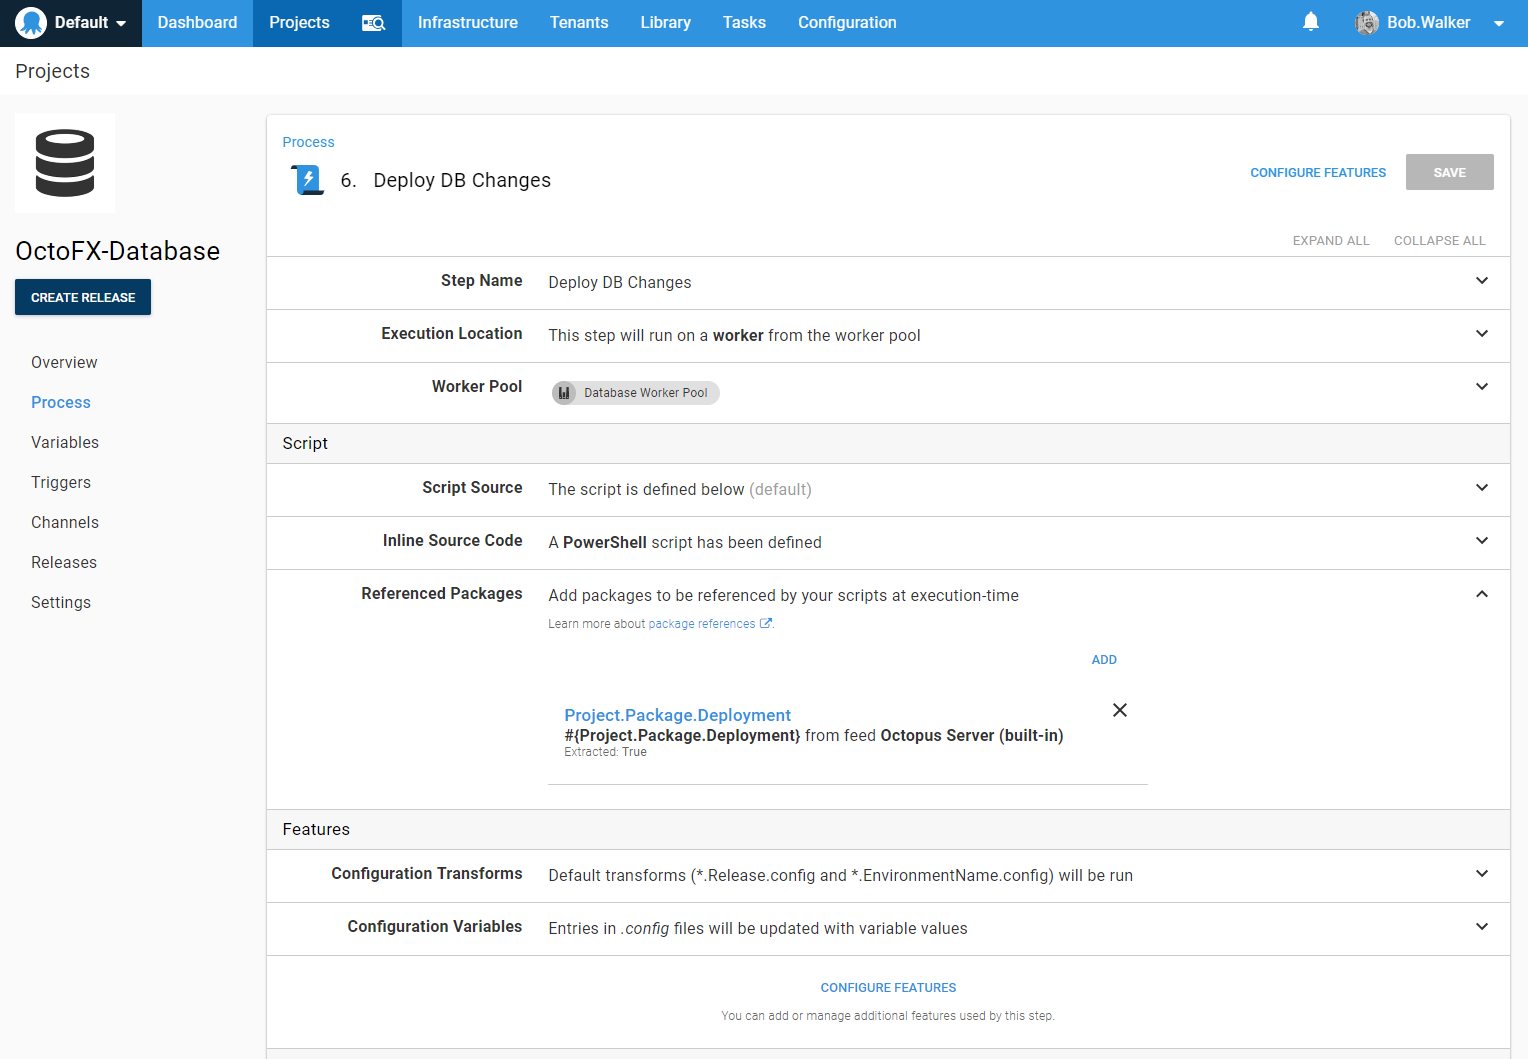 Default
Dashboard
Projects
Infrastructure
Tenants
Library
Tasks
Configuration
Bob.Walker
Projects
OctoFX-Database
CREATE RELEASE
Overview
Process
Variables
Triggers
Channels
Releases
Settings
Process
6. Deploy DB Changes
CONFIGURE FEATURES
SAVE
EXPAND ALL
COLLAPSE ALL
Step Name
Deploy DB Changes
Execution Location
This step will run on a worker from the worker pool
Worker Pool
Database Worker Pool
Script
Script Source
The script is defined below (default)
Inline Source Code
A PowerShell script has been defined
Referenced Packages
Add packages to be referenced by your scripts at execution-time
Learn more about package references .
ADD
Project.Package.Deployment
#{Project.Package.Deployment} from feed Octopus Server (built-in)
Extracted: True
Features
Configuration Transforms
Default transforms (*.Release.config and *.EnvironmentName.config) will be run
Configuration Variables
Entries in .config files will be updated with variable values
CONFIGURE FEATURES
You can add or manage additional features used by this step.